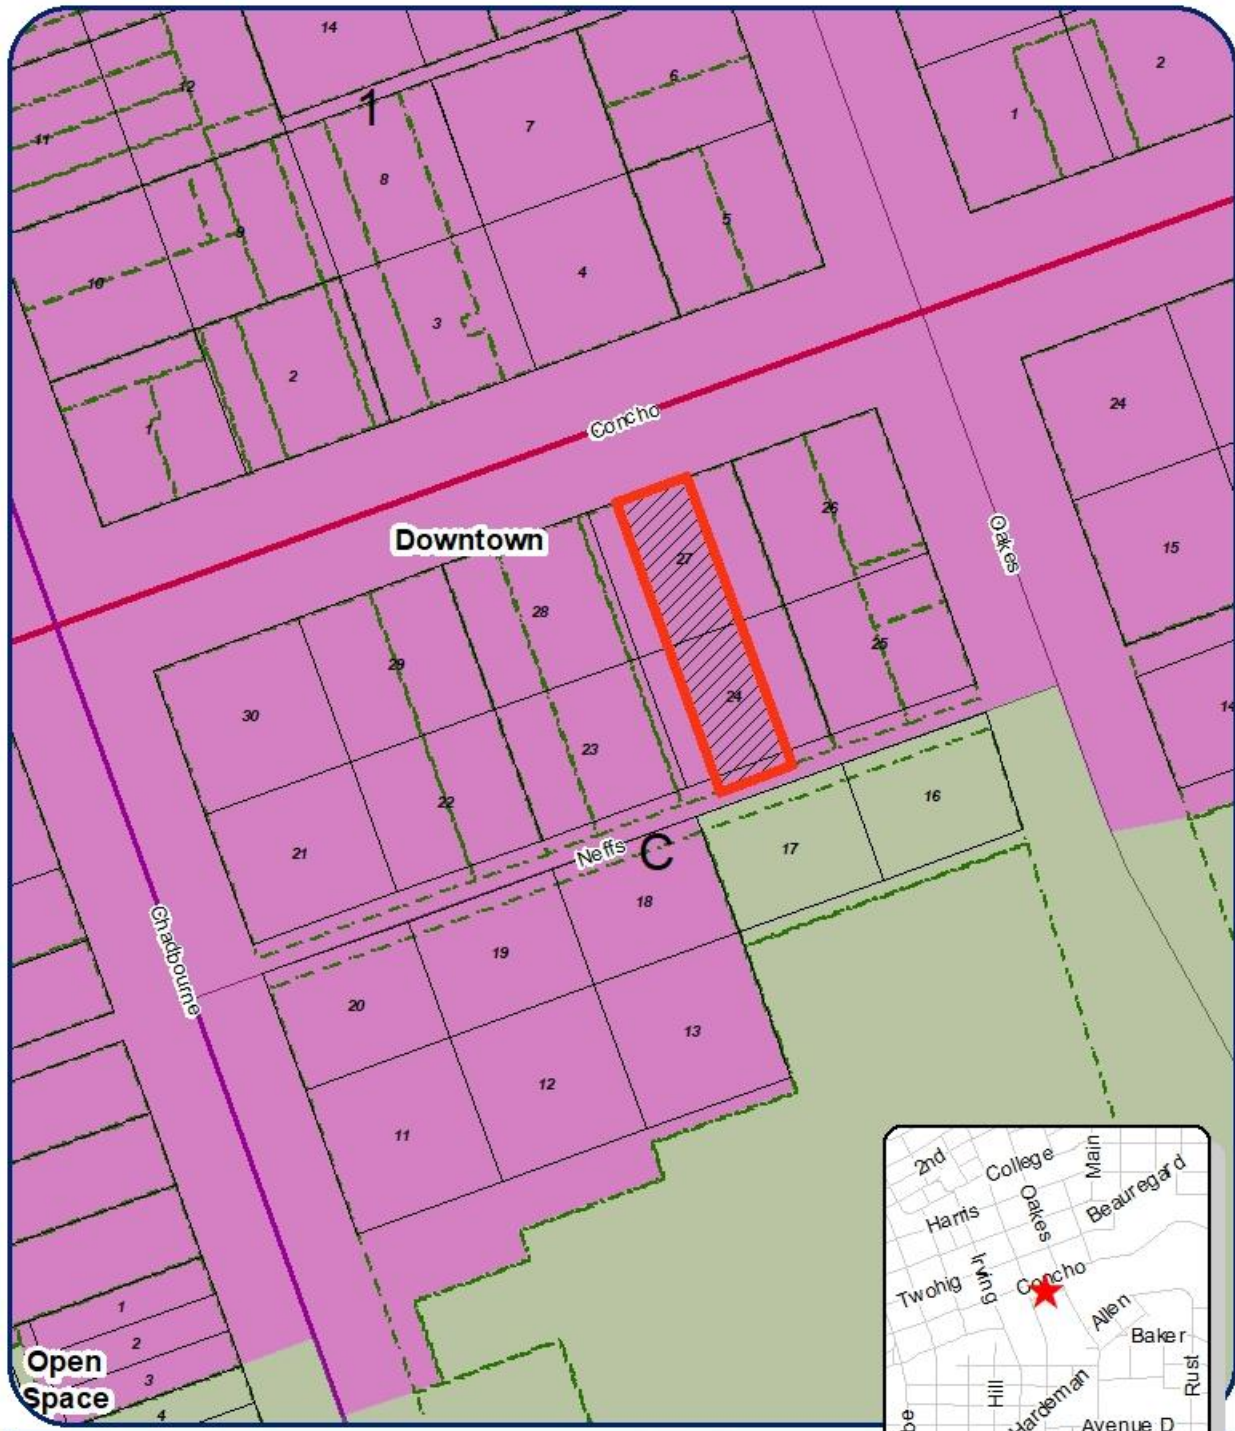 14
12
1
6
2
7
1
11
8
5
9
10
4
3
2
24
1
Concho
26
Downtown
27
Oakes
15
28
29
25
30
24
14
23
22
16
21
Neffs C
17
18
Chadbourne
19
20
13
12
11
1
2
3
4
Open
Space
2nd
College
Main
Oakes
Beauregard
Harris
Irving
Concho
Twohig
Allen
Baker
Rust
Hill
Hardeman
Avenue D
be